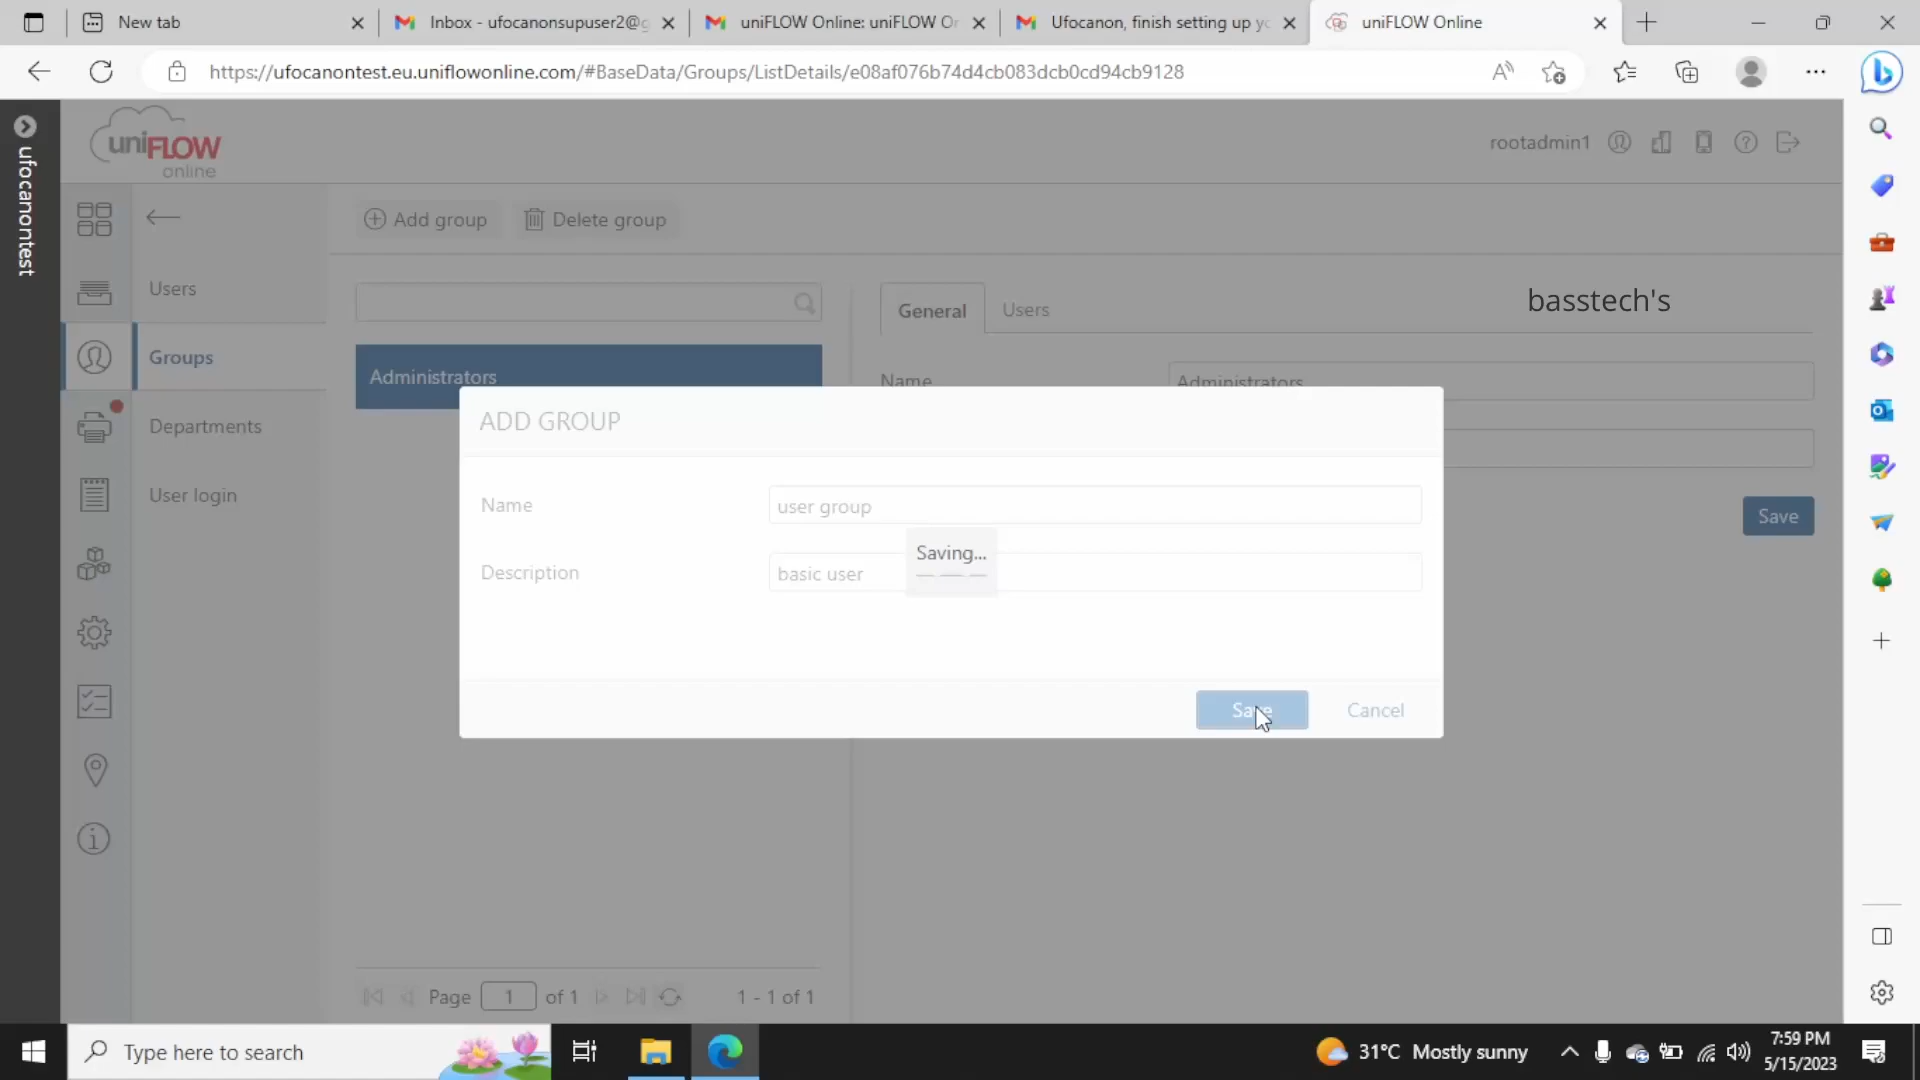 New tab
Inbox - ufocanonsupuser2@g
uniFLOW Online: uniFLOW Or
Ufocanon, finish setting up yo
uniFLOW Online
https://ufocanontest.eu.uniflowonline.com/#BaseData/Groups/ListDetails/e08af076b74d4cb083dcb0cd94cb9128
ufocanontest
uniFLOW
online
rootadmin1
Add group
Delete group
Users
Groups
Departments
User login
Administrators
General
Users
basstech's
Name
Administrators
Save
ADD GROUP
Name
user group
Saving...
Description
basic user
Save
Cancel
Page 1 of 1
1 - 1 of 1
Type here to search
31°C Mostly sunny
7:59 PM
5/15/2023